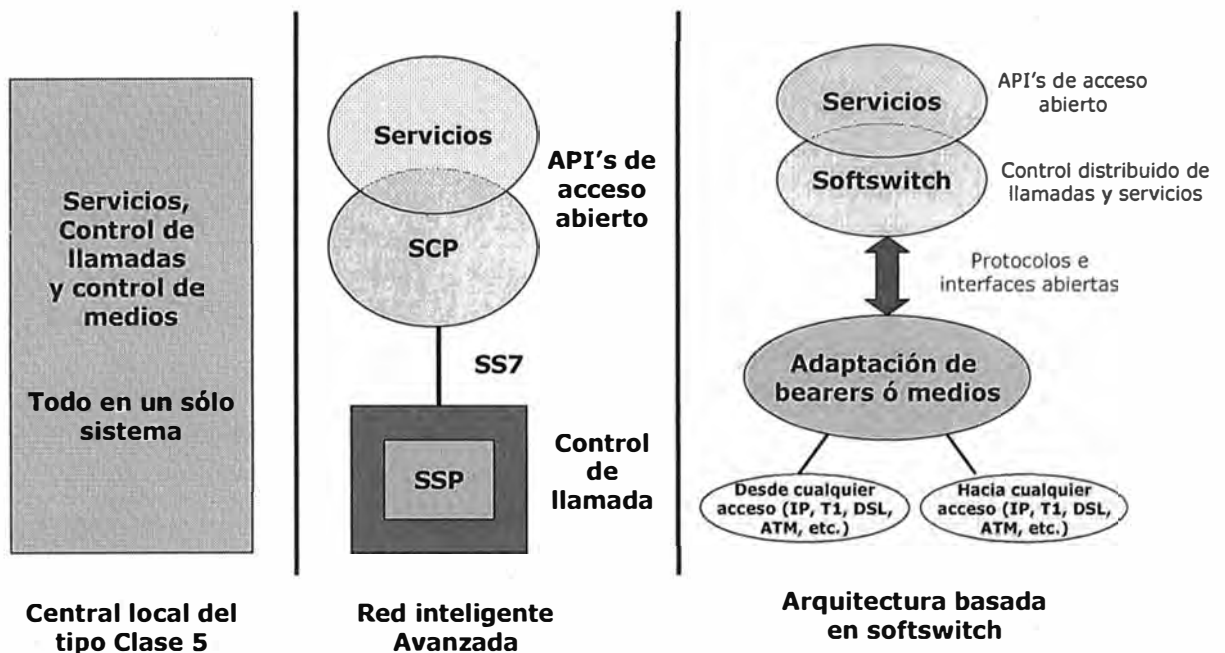 Servicios,
Control de
llamadas
y control de
medios
Todo en un sólo
sistema
Central local del
tipo Clase 5
Servicios
SCP
API's de
acceso
abierto
SS7
SSP
Control
de
llamada
Red inteligente
Avanzada
Servicios
Softswitch
API's de acceso
abierto
Control distribuido de
llamadas y servicios
Protocolos e
interfaces abiertas
Adaptación de
bearers ó medios
Desde cualquier
acceso (IP, T1, DSL,
ATM, etc.)
Hacia cualquier
acceso (IP, T1, DSL,
ATM, etc.)
Arquitectura basada
en softswitch